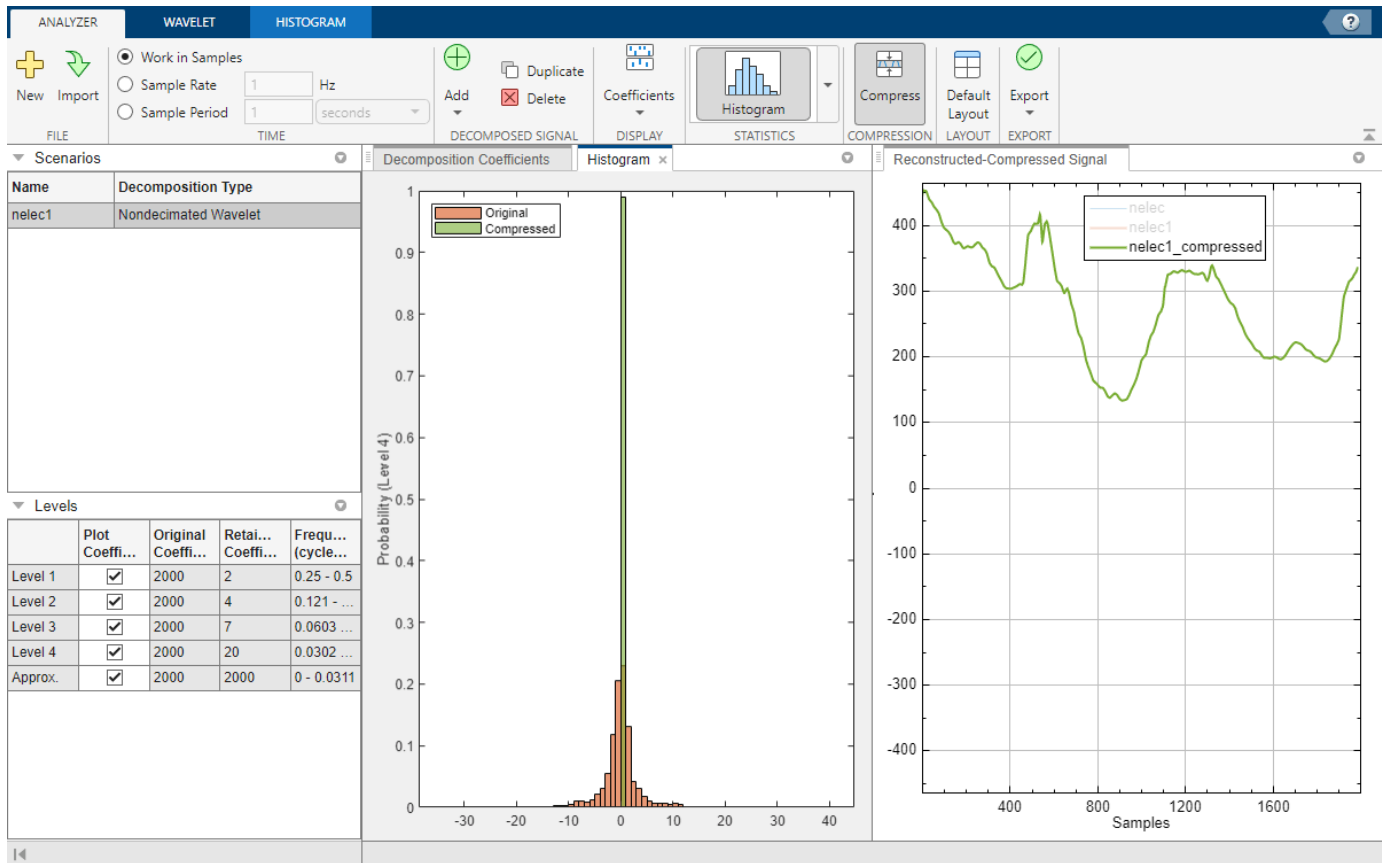 ANALYZER WAVELET HISTOGRAM ?
New Import
FILE
Work in Samples
Sample Rate 1 Hz
Sample Period 1 seconds
TIME
Add
Duplicate
Delete
DECOMPOSED SIGNAL
Coefficients
DISPLAY
Histogram
STATISTICS
Compress
COMPRESSION
Default
Layout
LAYOUT
Export
EXPORT
Scenarios
Name Decomposition Type
nelec1 Nondecimated Wavelet
Levels
Plot Original Retai... Frequ...
Coeffi... Coeffi... Coeffi... (cycle...
Level 1 2000 2 0.25 - 0.5
Level 2 2000 4 0.121 - ...
Level 3 2000 7 0.0603 ...
Level 4 2000 20 0.0302 ...
Approx. 2000 2000 0 - 0.0311
Decomposition Coefficients Histogram ×
Original
Compressed
Probability (Level 4)
1
0.9
0.8
0.7
0.6
0.5
0.4
0.3
0.2
0.1
0
-30 -20 -10 0 10 20 30 40
Reconstructed-Compressed Signal
nelec
nelec1
nelec1_compressed
400
300
200
100
0
-100
-200
-300
-400
400 800 1200 1600
Samples